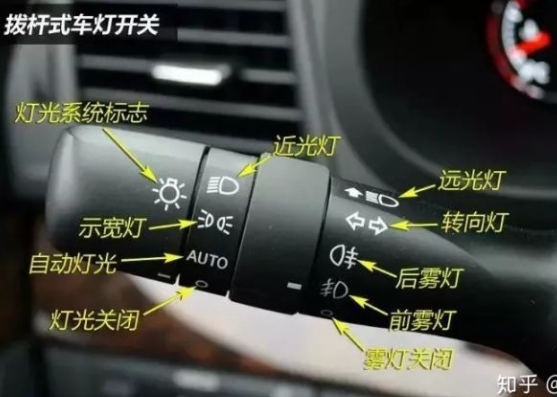 拨杆式车灯开关
灯光系统标志
近光灯
远光灯
示宽灯
转向灯
自动灯光
AUTO
后雾灯
灯光关闭
前雾灯
雾灯关闭
知乎 @